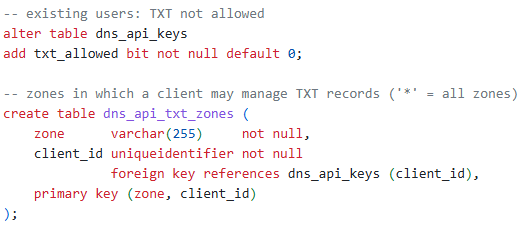 -- existing users: TXT not allowed
alter table dns_api_keys
add txt_allowed bit not null default 0;

-- zones in which a client may manage TXT records ('*' = all zones)
create table dns_api_txt_zones (
    zone      varchar(255)     not null,
    client_id uniqueidentifier not null
              foreign key references dns_api_keys (client_id),
    primary key (zone, client_id)
);